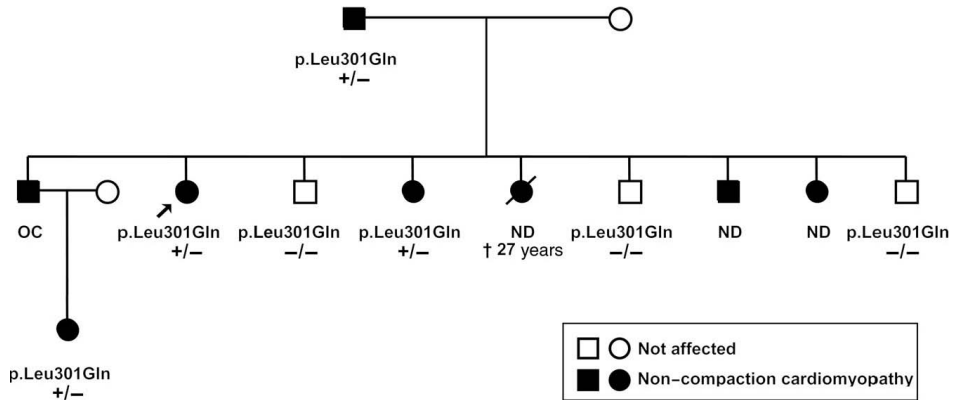 p.Leu301Gln
+/−
OC
p.Leu301Gln
+/−
p.Leu301Gln
−/−
p.Leu301Gln
+/−
ND
† 27 years
p.Leu301Gln
−/−
ND
ND
p.Leu301Gln
−/−
p.Leu301Gln
+/−
Not affected
Non−compaction cardiomyopathy